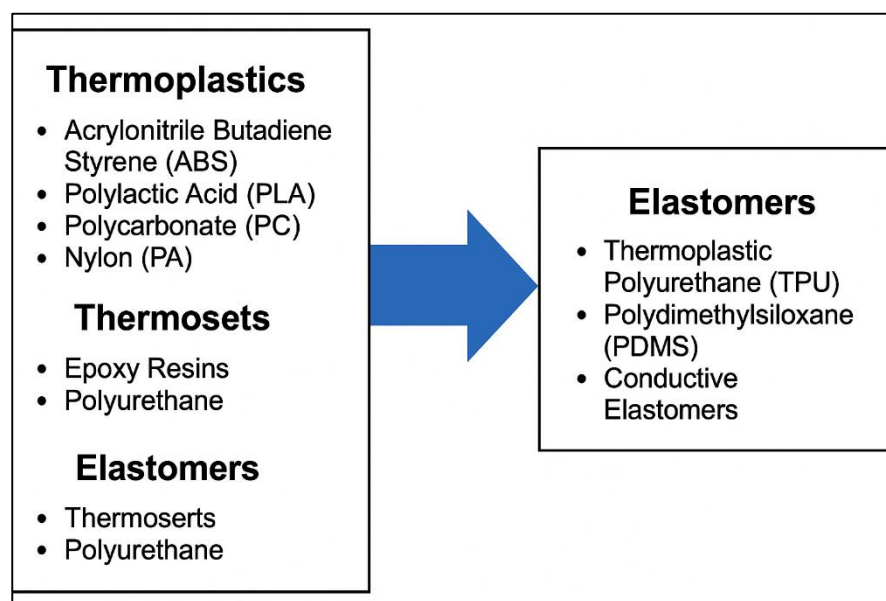 Thermoplastics
• Acrylonitrile Butadiene
Styrene (ABS)
• Polylactic Acid (PLA)
• Polycarbonate (PC)
• Nylon (PA)
Thermosets
• Epoxy Resins
• Polyurethane
Elastomers
• Thermoserts
• Polyurethane
Elastomers
• Thermoplastic
Polyurethane (TPU)
• Polydimethylsiloxane
(PDMS)
• Conductive
Elastomers